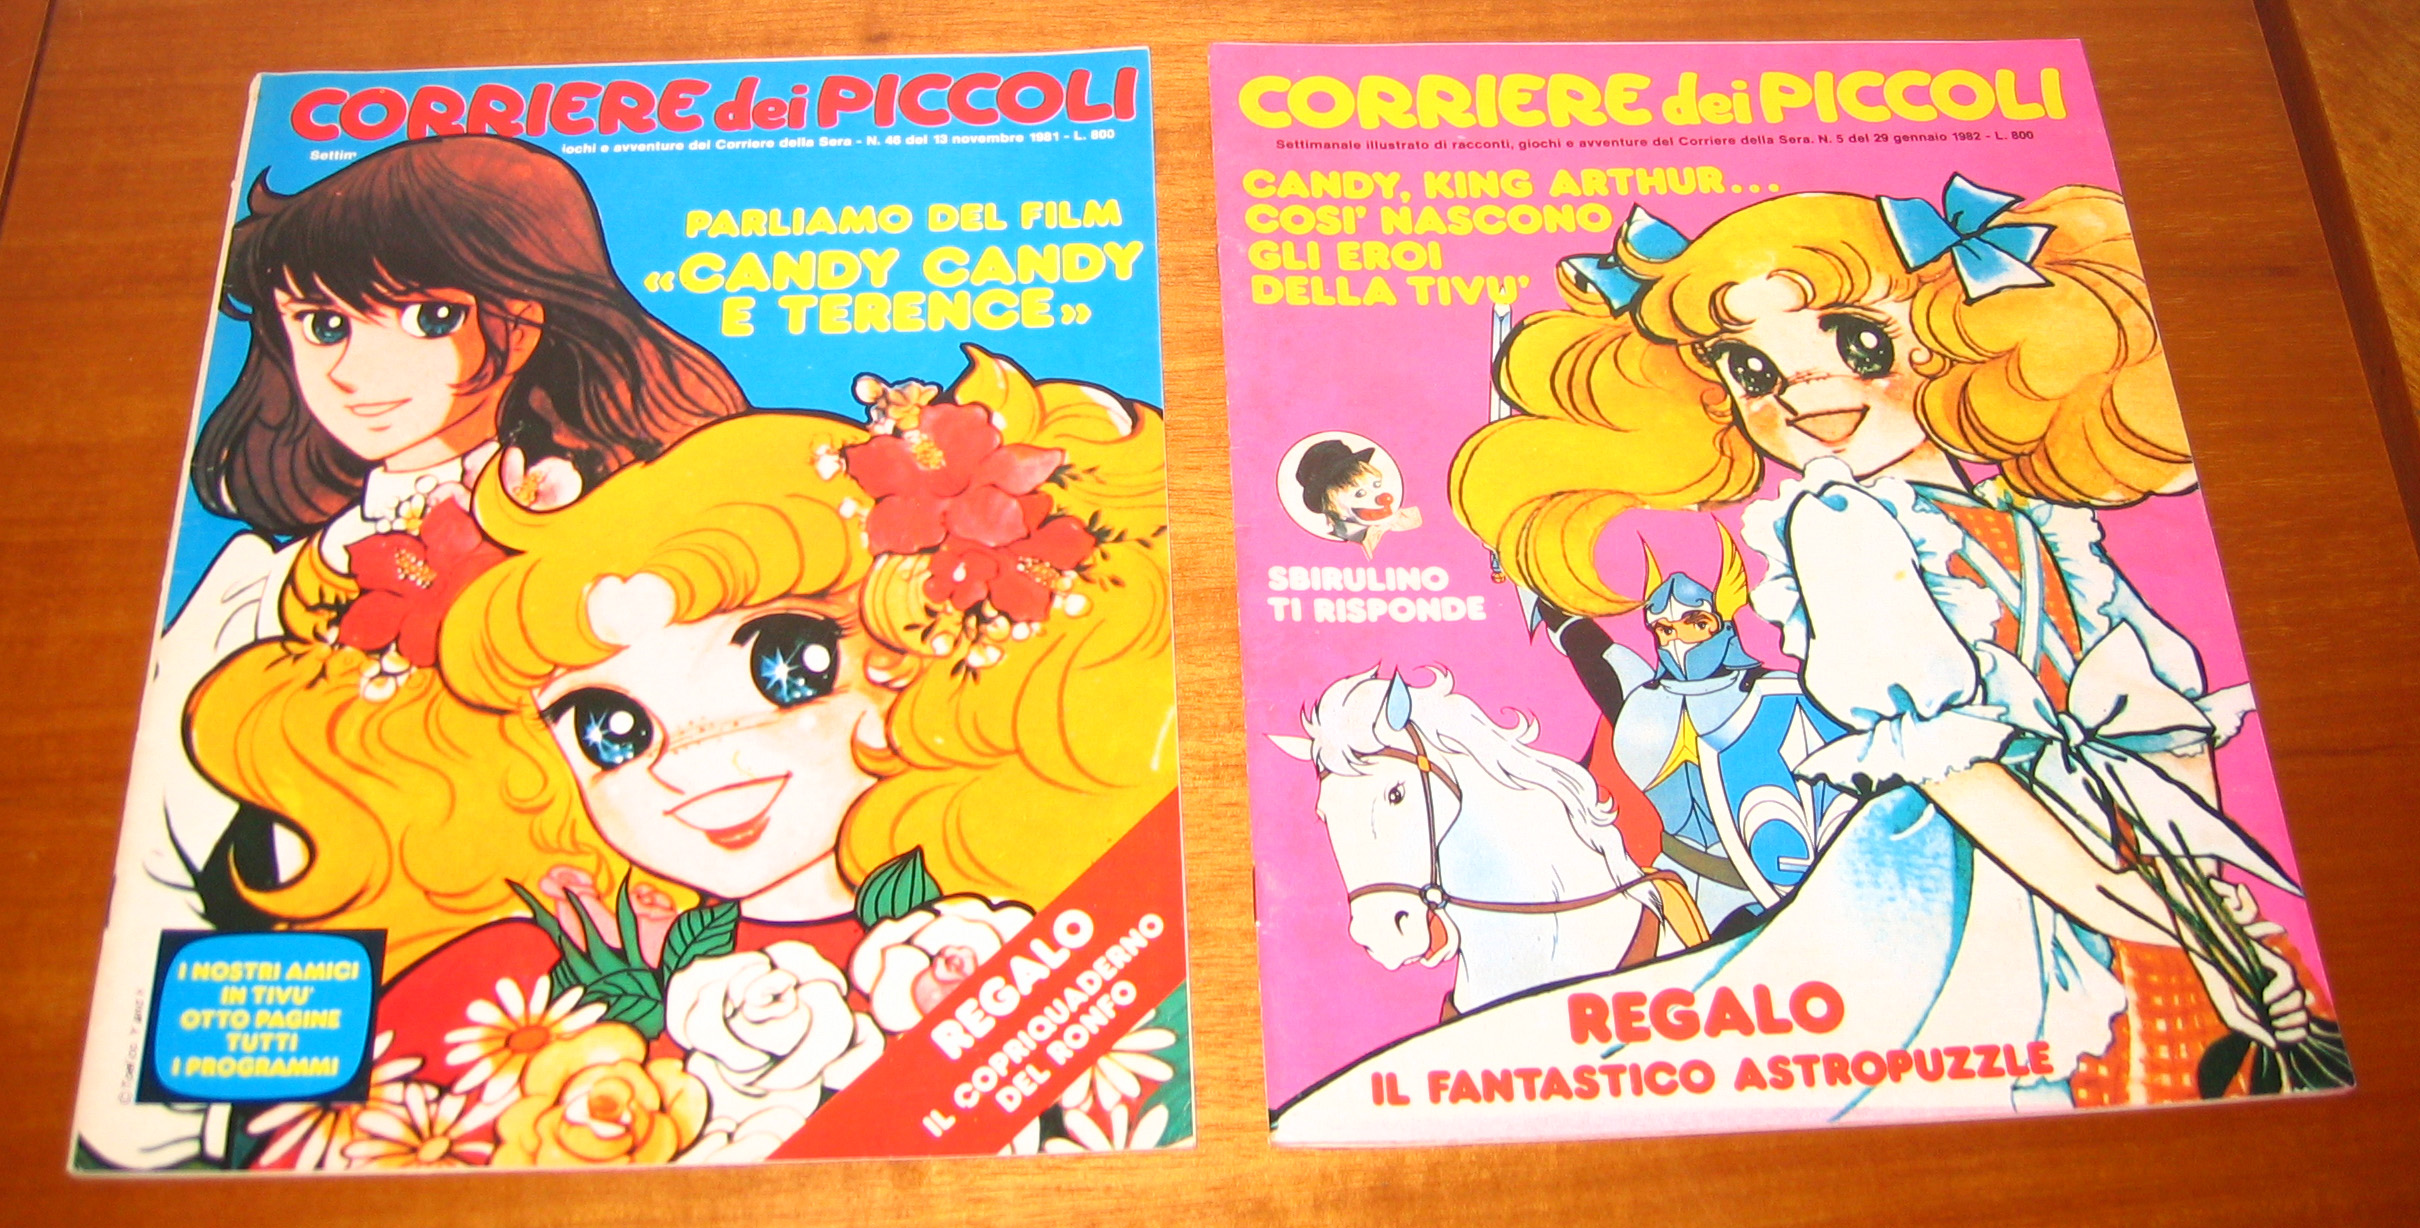 CORRIERE dei PICCOLI
Settim iochi e avventure del Corriere della Sera - N. 46 del 13 novembre 1981 - L. 800
PARLIAMO DEL FILM
«CANDY CANDY
E TERENCE»
I NOSTRI AMICI
IN TIVU'
OTTO PAGINE
TUTTI
I PROGRAMMI
REGALO
IL COPRIQUADERNO
DEL RONFO
CORRIERE dei PICCOLI
Settimanale illustrato di racconti, giochi e avventure del Corriere della Sera. N. 5 del 29 gennaio 1982 - L. 800
CANDY, KING ARTHUR...
COSI' NASCONO
GLI EROI
DELLA TIVU'
SBIRULINO
TI RISPONDE
REGALO
IL FANTASTICO ASTROPUZZLE